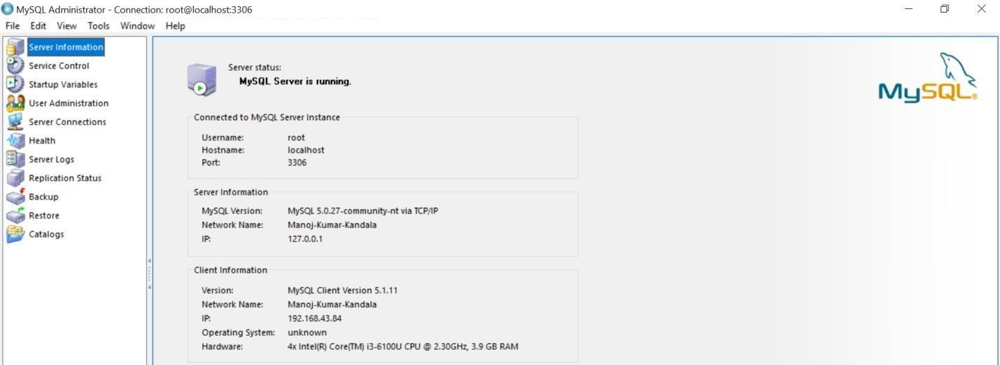 MySQL Administrator - Connection: root@localhost:3306
File Edit View Tools Window Help
Server Information
Service Control
Startup Variables
User Administration
Server Connections
Health
Server Logs
Replication Status
Backup
Restore
Catalogs
Server status:
MySQL Server is running.
MySQL®
Connected to MySQL Server Instance
Username: root
Hostname: localhost
Port: 3306
Server Information
MySQL Version: MySQL 5.0.27-community-nt via TCP/IP
Network Name: Manoj-Kumar-Kandala
IP: 127.0.0.1
Client Information
Version: MySQL Client Version 5.1.11
Network Name: Manoj-Kumar-Kandala
IP: 192.168.43.84
Operating System: unknown
Hardware: 4x Intel(R) Core(TM) i3-6100U CPU @ 2.30GHz, 3.9 GB RAM